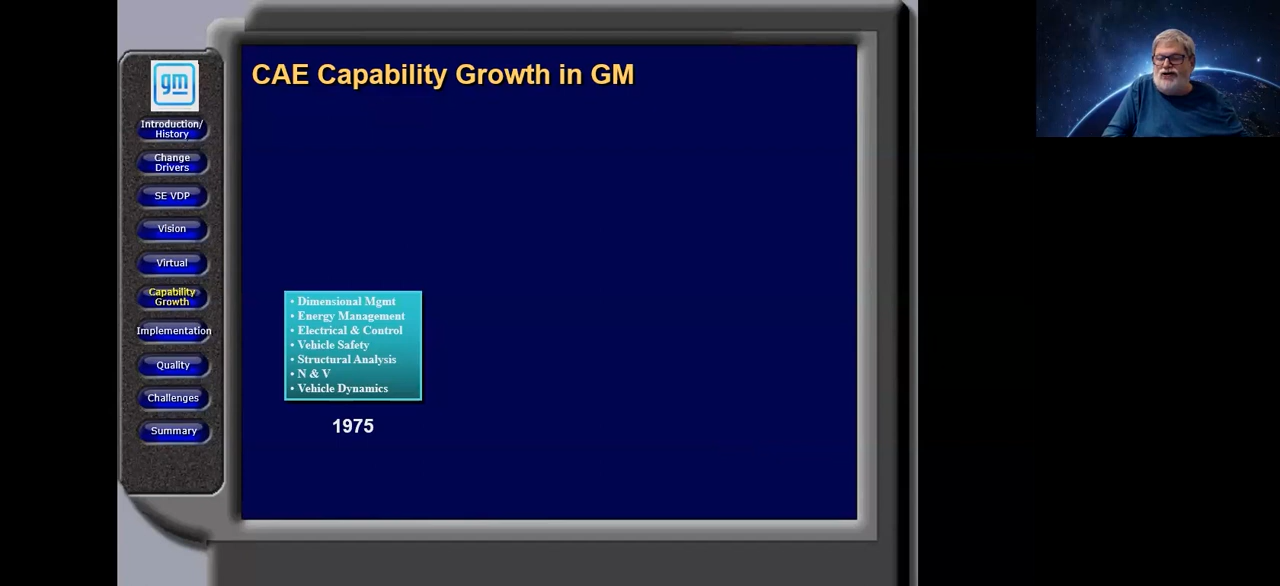 CAE Capability Growth in GM
gm
Introduction/
History
Change
Drivers
SE VDP
Vision
Virtual
Capability
Growth
Implementation
Quality
Challenges
Summary
• Dimensional Mgmt
• Energy Management
• Electrical & Control
• Vehicle Safety
• Structural Analysis
• N & V
• Vehicle Dynamics
1975